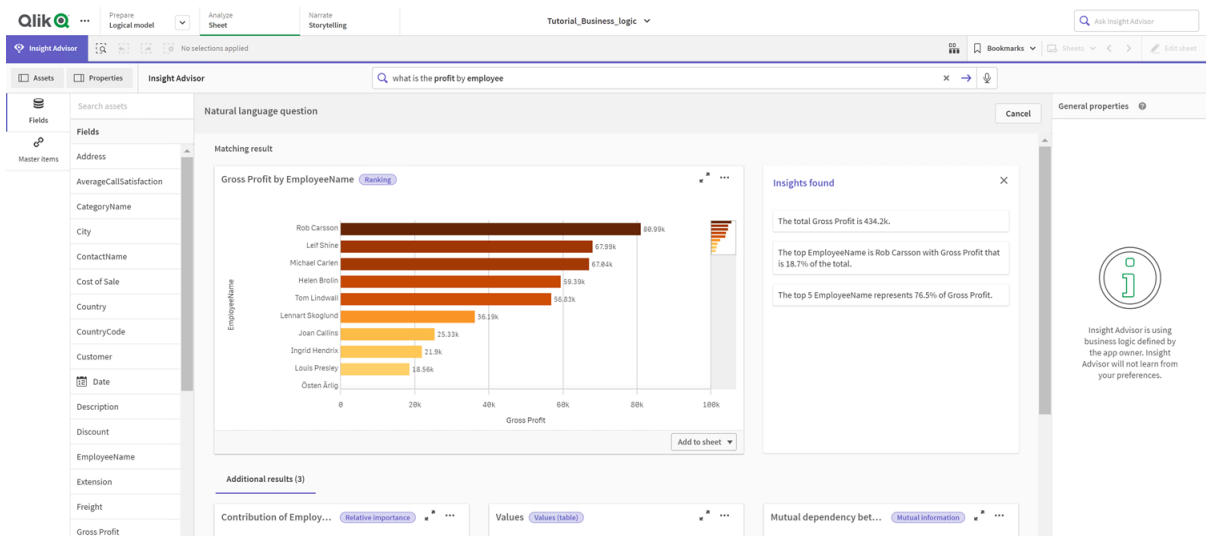 Qlik
Prepare
Logical model
Analyze
Sheet
Narrate
Storytelling
Tutorial_Business_logic
Ask Insight Advisor
Insight Advisor
No selections applied
Bookmarks
Sheets
Edit sheet
Assets
Properties
Insight Advisor
what is the profit by employee
Fields
Master items
Search assets
Fields
Address
AverageCallSatisfaction
CategoryName
City
ContactName
Cost of Sale
Country
CountryCode
Customer
Date
Description
Discount
EmployeeName
Extension
Freight
Gross Profit
Natural language question
Cancel
Matching result
Gross Profit by EmployeeName Ranking
EmployeeName
Rob Carsson 80.99k
Leif Shine 67.99k
Michael Carlen 67.04k
Helen Brolin 59.39k
Tom Lindwall 56.83k
Lennart Skoglund 36.19k
Joan Callins 25.33k
Ingrid Hendrix 21.9k
Louis Presley 18.56k
Östen Ärlig
0 20k 40k 60k 80k 100k
Gross Profit
Add to sheet
Insights found
The total Gross Profit is 434.2k.
The top EmployeeName is Rob Carsson with Gross Profit that
is 18.7% of the total.
The top 5 EmployeeName represents 76.5% of Gross Profit.
Additional results (3)
Contribution of Employ... Relative importance
Values Values (table)
Mutual dependency bet... Mutual information
General properties
Insight Advisor is using
business logic defined by
the app owner. Insight
Advisor will not learn from
your preferences.